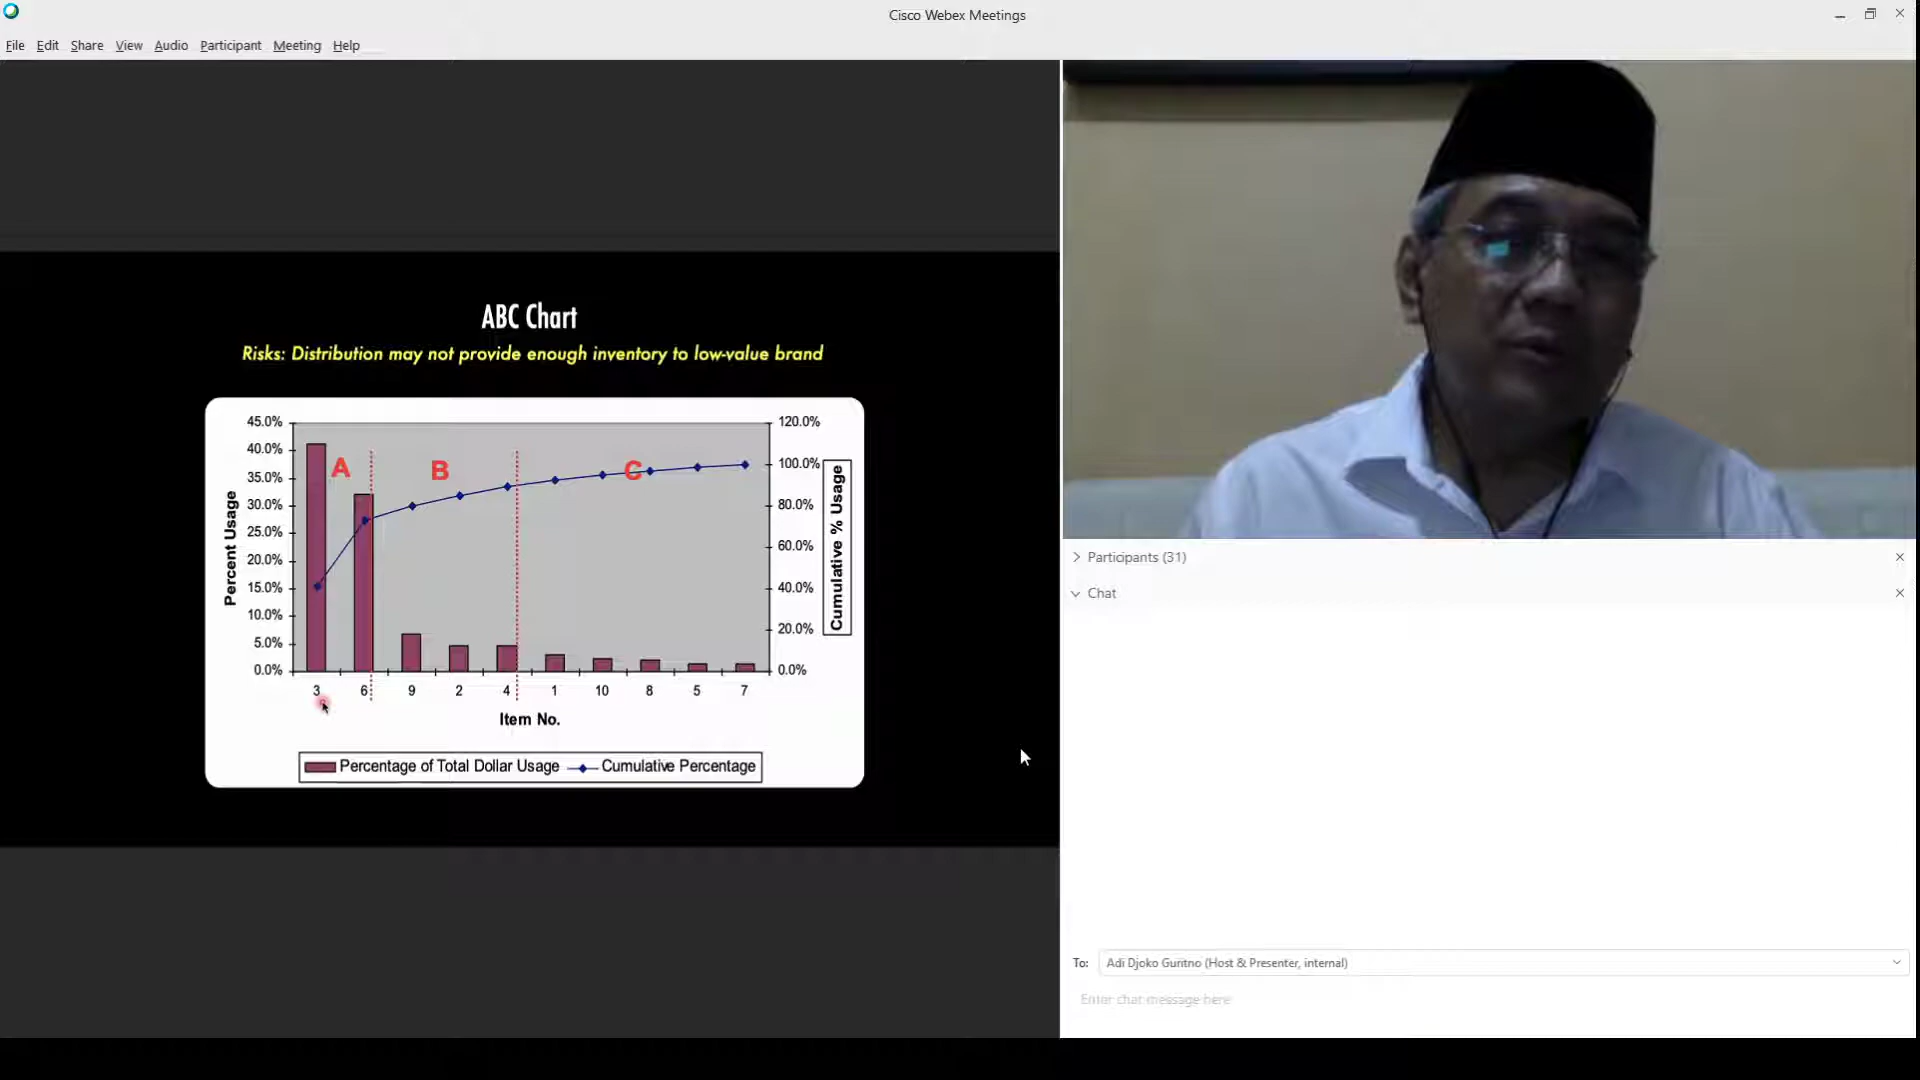 Cisco Webex Meetings
File Edit Share View Audio Participant Meeting Help
ABC Chart
Risks: Distribution may not provide enough inventory to low-value brand
45.0%
40.0%
35.0%
30.0%
25.0%
20.0%
15.0%
10.0%
5.0%
0.0%
Percent Usage
A B C
120.0%
100.0%
80.0%
60.0%
40.0%
20.0%
0.0%
Cumulative % Usage
3 6 9 2 4 1 10 8 5 7
Item No.
Percentage of Total Dollar Usage Cumulative Percentage
Participants (31)
Chat
To: Adi Djoko Guritno (Host & Presenter, internal)
Enter chat message here